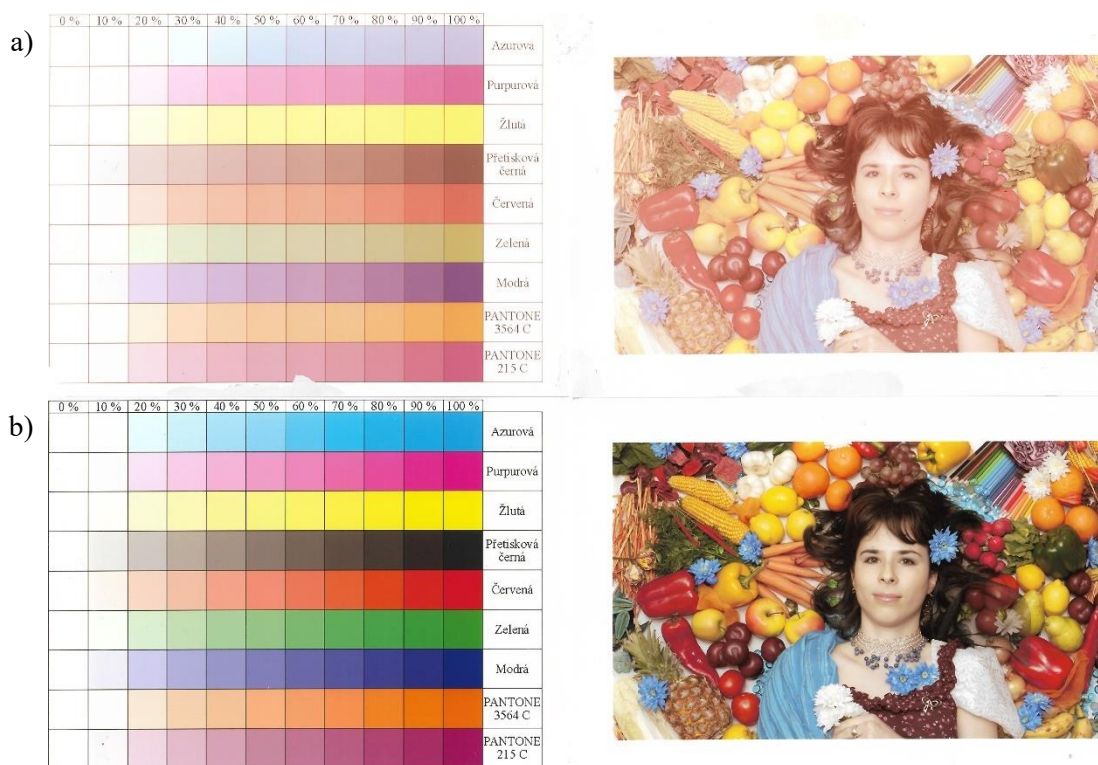 a)
0 % 10 % 20 % 30 % 40 % 50 % 60 % 70 % 80 % 90 % 100 %
Azurová
Purpurová
Žlutá
Přetisková
černá
Červená
Zelená
Modrá
PANTONE
3564 C
PANTONE
215 C
b)
0 % 10 % 20 % 30 % 40 % 50 % 60 % 70 % 80 % 90 % 100 %
Azurová
Purpurová
Žlutá
Přetisková
černá
Červená
Zelená
Modrá
PANTONE
3564 C
PANTONE
215 C